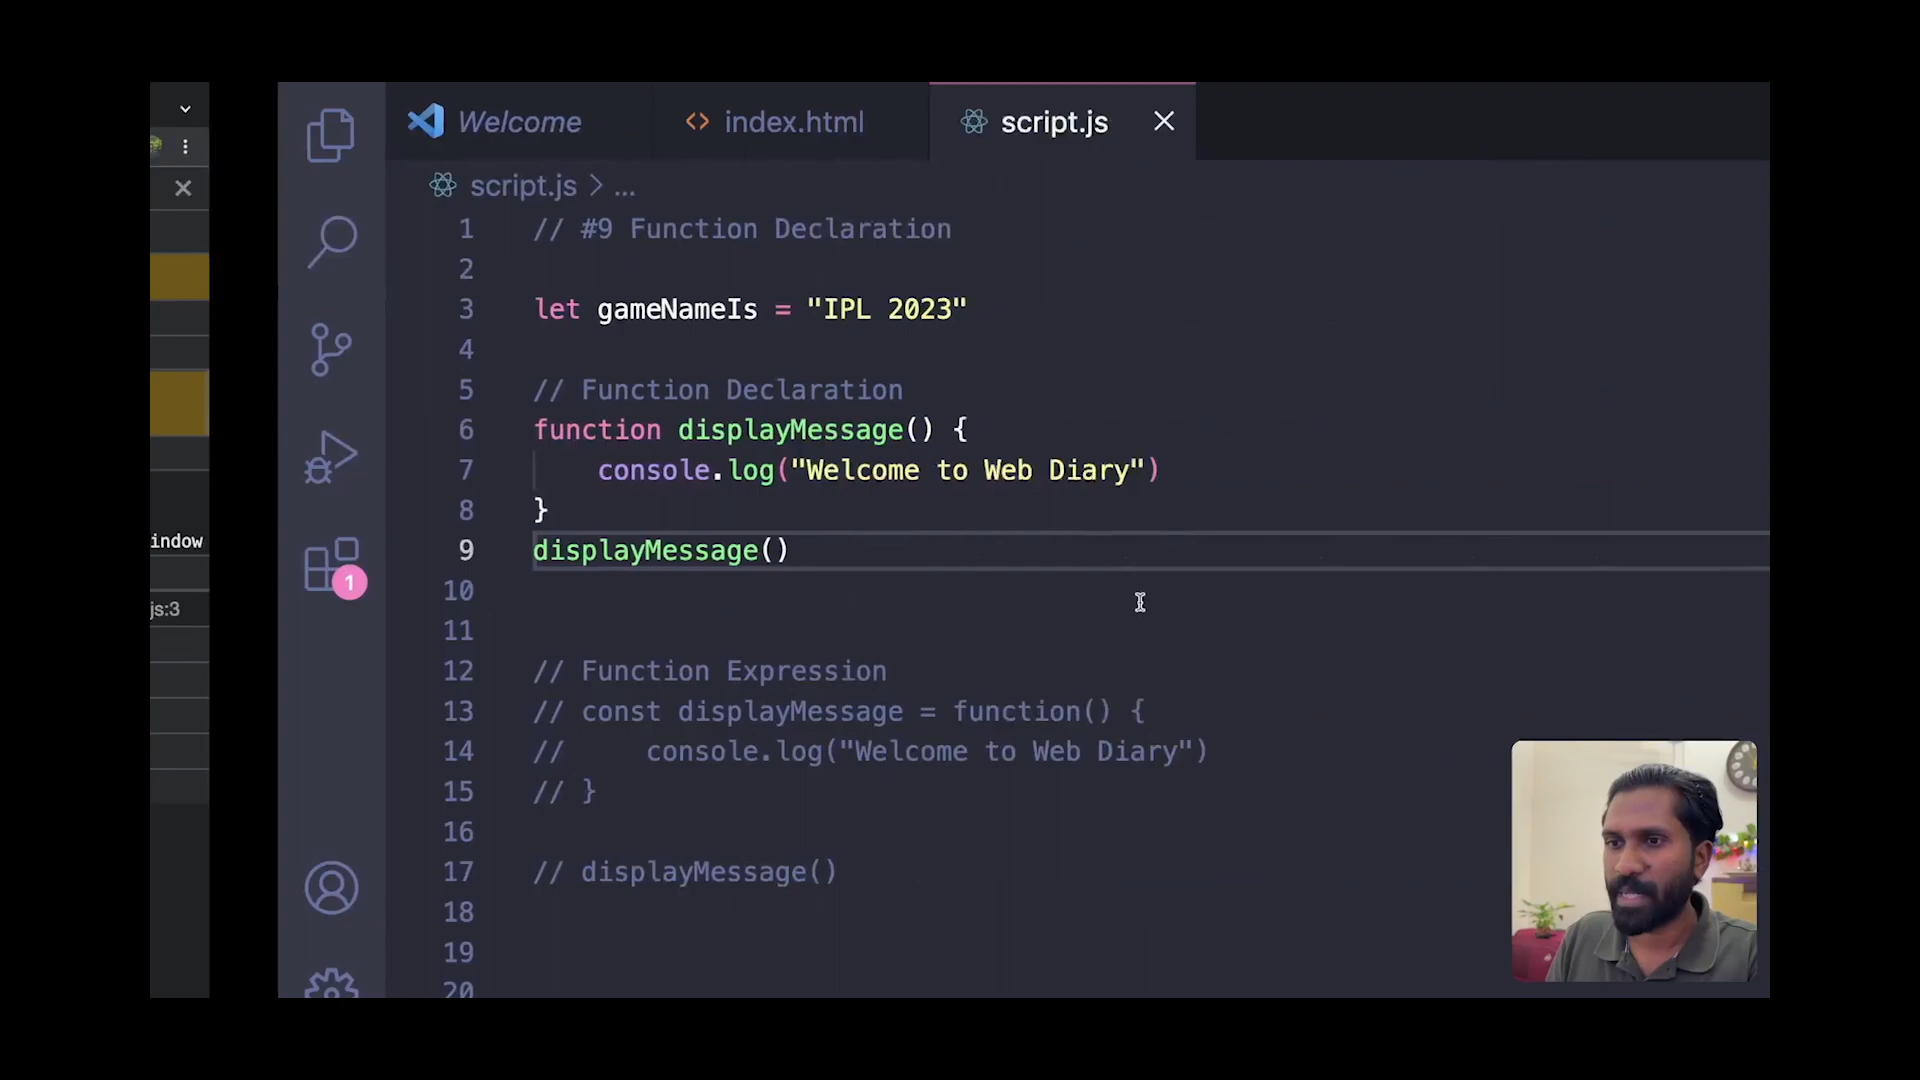 Welcome
index.html
script.js
script.js > ...
1 // #9 Function Declaration
2
3 let gameNameIs = "IPL 2023"
4
5 // Function Declaration
6 function displayMessage() {
7 console.log("Welcome to Web Diary")
8 }
9 displayMessage()
10
11
12 // Function Expression
13 // const displayMessage = function() {
14 // console.log("Welcome to Web Diary")
15 // }
16
17 // displayMessage()
18
19
20
1
indow
js:3